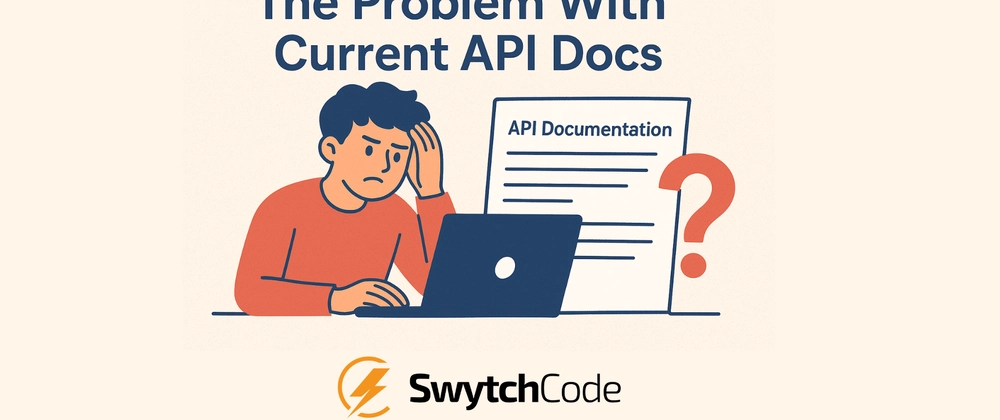 The Problem With
Current API Docs
API Documentation
?
SwytchCode